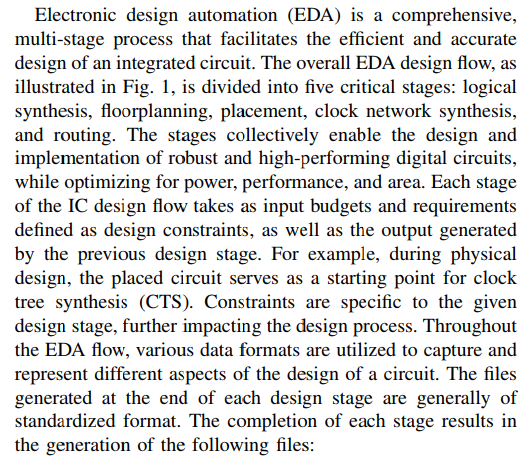 Electronic design automation (EDA) is a comprehensive,
multi-stage process that facilitates the efficient and accurate
design of an integrated circuit. The overall EDA design flow, as
illustrated in Fig. 1, is divided into five critical stages: logical
synthesis, floorplanning, placement, clock network synthesis,
and routing. The stages collectively enable the design and
implementation of robust and high-performing digital circuits,
while optimizing for power, performance, and area. Each stage
of the IC design flow takes as input budgets and requirements
defined as design constraints, as well as the output generated
by the previous design stage. For example, during physical
design, the placed circuit serves as a starting point for clock
tree synthesis (CTS). Constraints are specific to the given
design stage, further impacting the design process. Throughout
the EDA flow, various data formats are utilized to capture and
represent different aspects of the design of a circuit. The files
generated at the end of each design stage are generally of
standardized format. The completion of each stage results in
the generation of the following files: